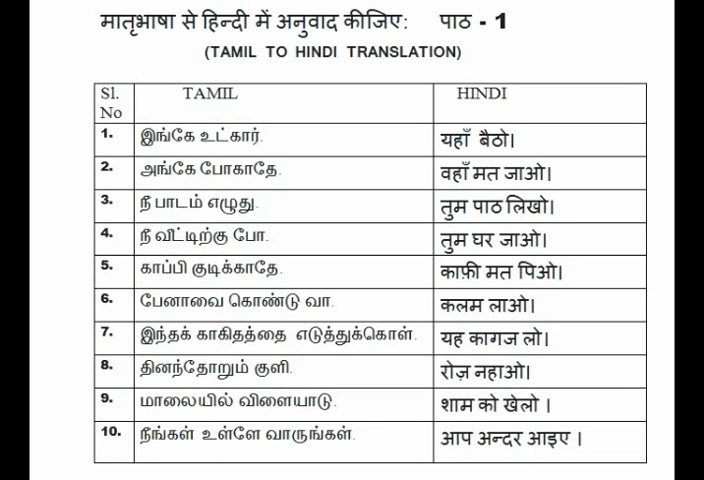 मातृभाषा से हिन्दी में अनुवाद कीजिए: पाठ - 1
(TAMIL TO HINDI TRANSLATION)
Sl. No TAMIL HINDI
1. இங்கே உட்கார். यहाँ बैठो।
2. அங்கே போகாதே. वहाँ मत जाओ।
3. நீ பாடம் எழுது. तुम पाठ लिखो।
4. நீ வீட்டிற்கு போ. तुम घर जाओ।
5. காப்பி குடிக்காதே. काफ़ी मत पिओ।
6. பேனாவை கொண்டு வா. कलम लाओ।
7. இந்தக் காகிதத்தை எடுத்துக்கொள். यह कागज लो।
8. தினந்தோறும் குளி. रोज़ नहाओ।
9. மாலையில் விளையாடு. शाम को खेलो ।
10. நீங்கள் உள்ளே வாருங்கள். आप अन्दर आइए ।